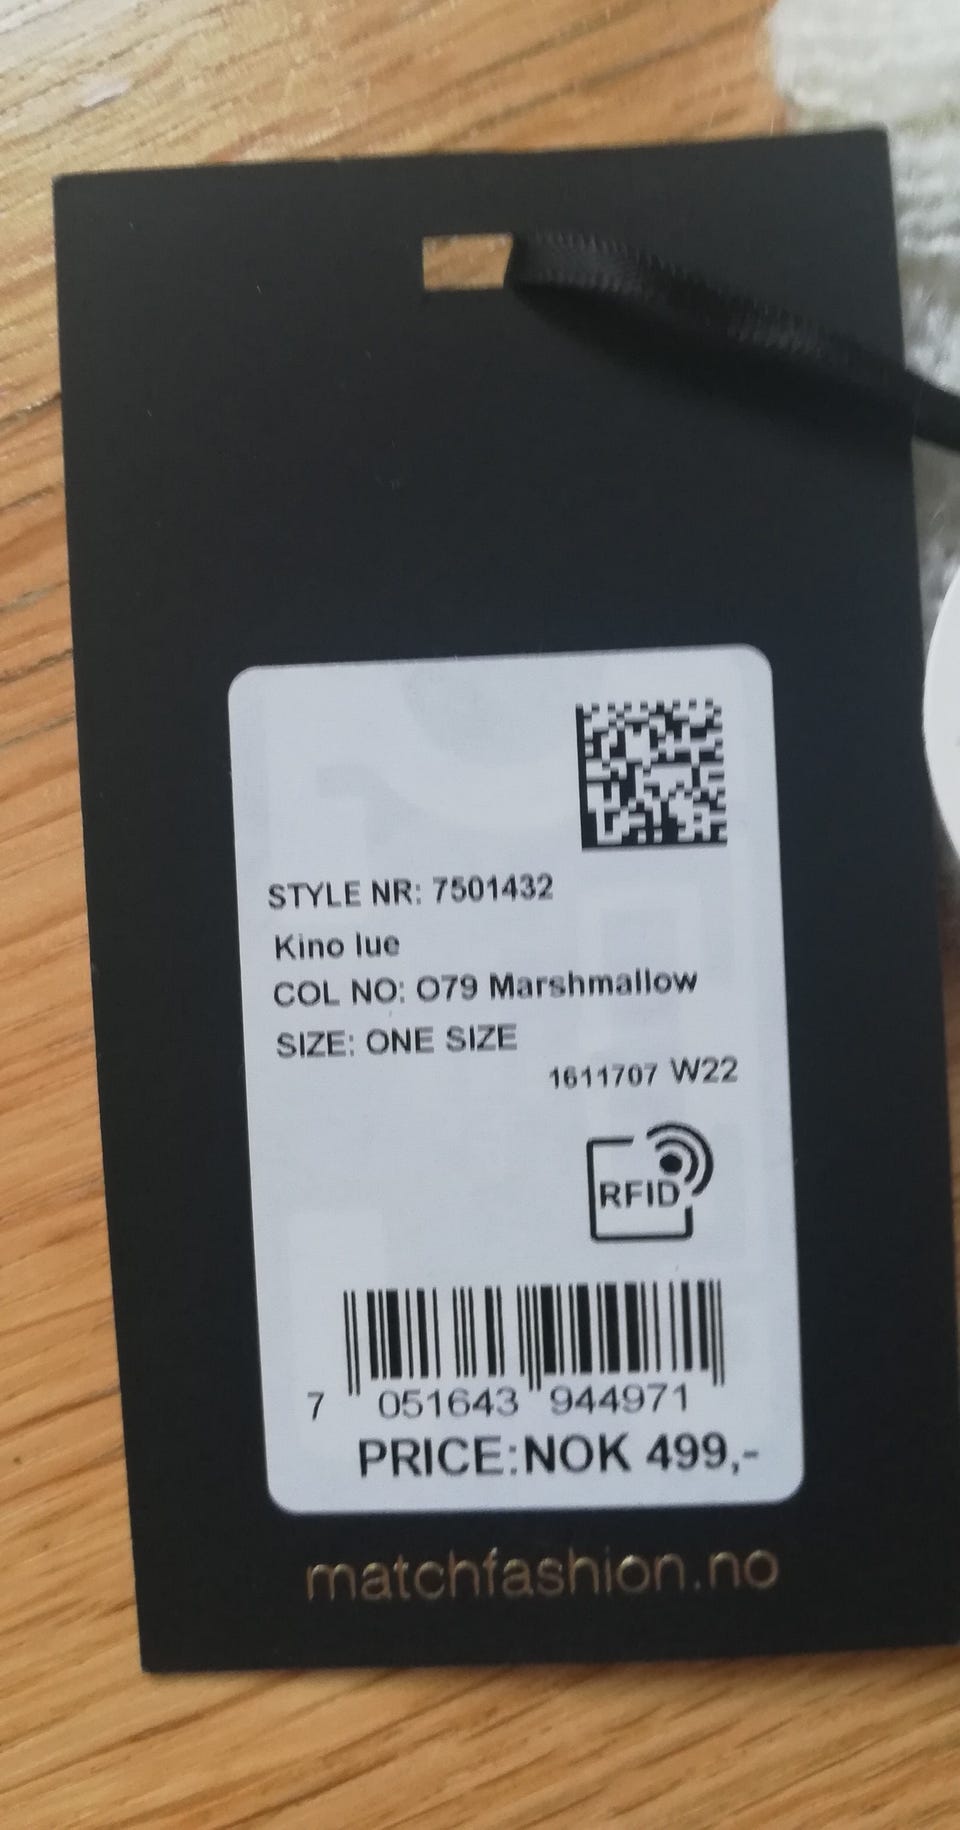 STYLE NR: 7501432
Kino lue
COL NO: O79 Marshmallow
SIZE: ONE SIZE
1611707 W22
RFID
7 051643 944971
PRICE:NOK 499,-
matchfashion.no